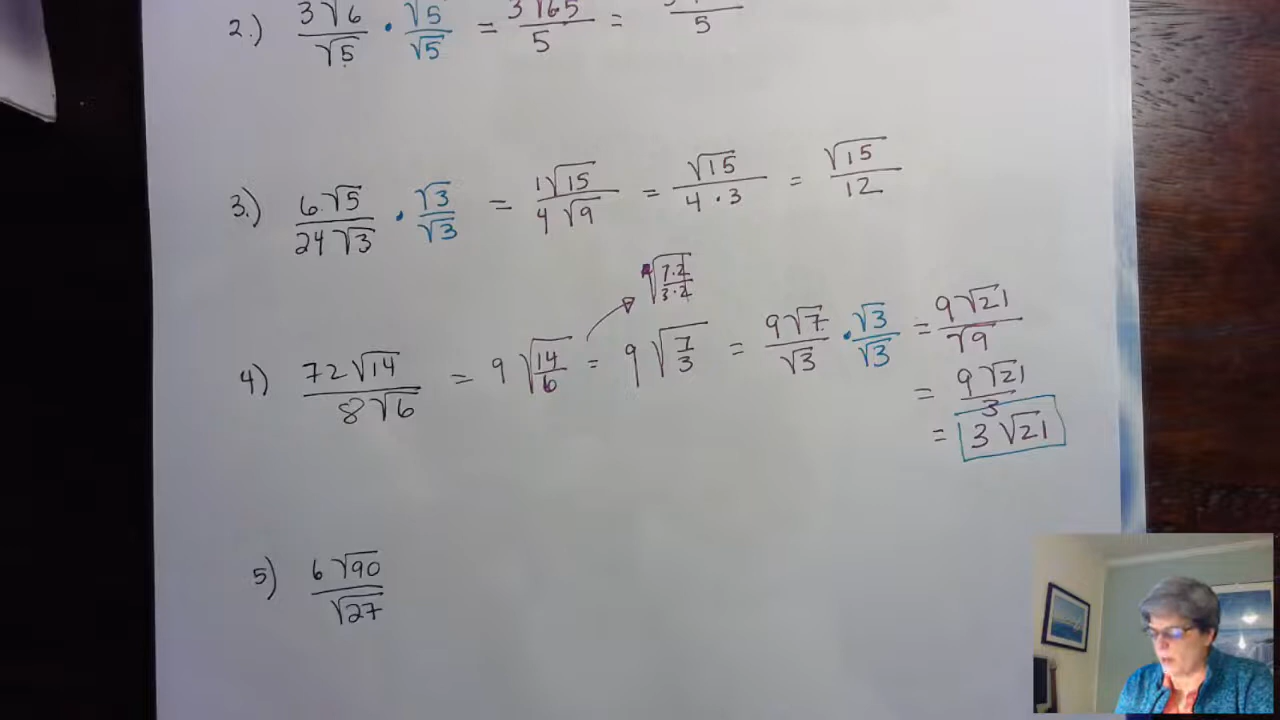 2.) 3√6/√5 • √5/√5 = 3√65/5 = /5
3.) 6.√5/24√3 • √3/√3 = 1√15/4√9 = √15/4·3 = √15/12
√7·2/3·2
4) 72√14/8√6 = 9√14/6 = 9√7/3 = 9√7/√3 • √3/√3 = 9√21/√9
= 9√21/3
= 3√21
5) 6√90/√27